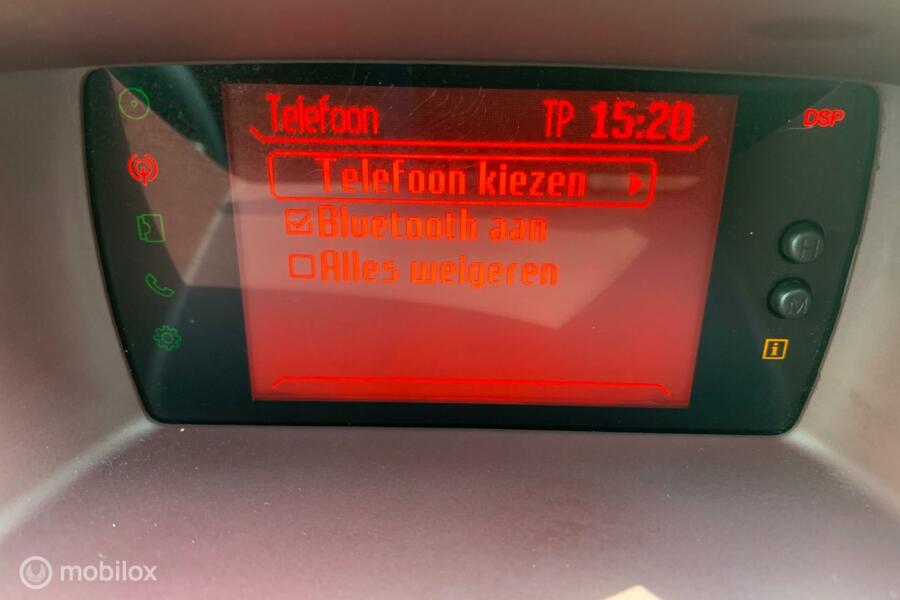 Telefoon TP 15:20 DSP
Telefoon kiezen
Bluetooth aan
Alles weigeren
H
M
i
mobilox